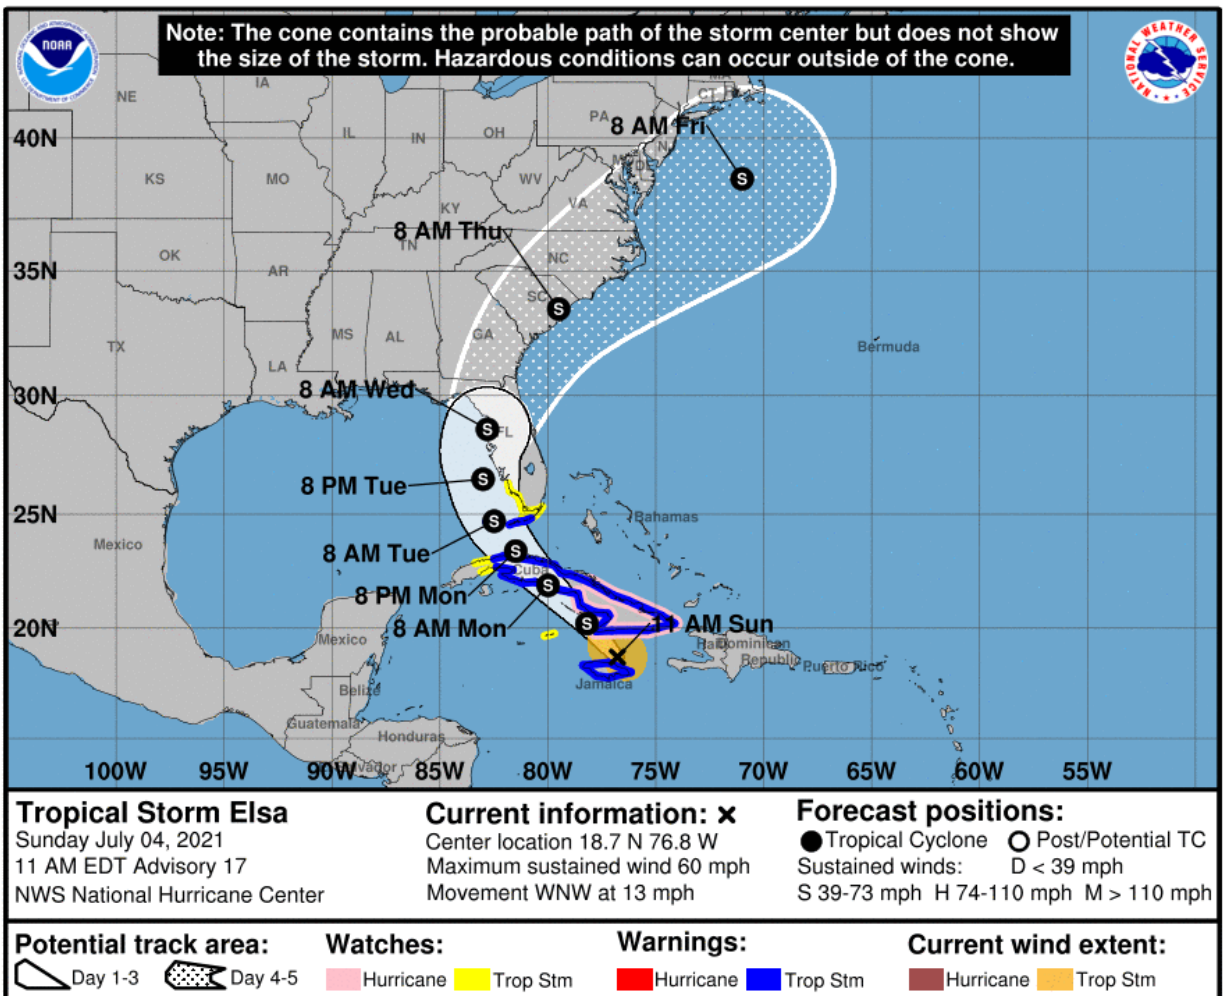 Note: The cone contains the probable path of the storm center but does not show
the size of the storm. Hazardous conditions can occur outside of the cone.
NOAA
NATIONAL WEATHER SERVICE
NE
IA
IL
IN
OH
PA
CT
MA
40N
8 AM Fri
KS
MO
WV
KY
VA
DE
8 AM Thu
TN
OK
AR
NC
35N
SC
MS
AL
GA
TX
LA
Bermuda
30N
8 AM Wed
FL
8 PM Tue
25N
Bahamas
Mexico
8 AM Tue
Cuba
8 PM Mon
8 AM Mon
11 AM Sun
20N
Mexico
Haiti
Dominican
Republic
Puerto Rico
Jamaica
Belize
Guatemala
Honduras
El Salvador
100W 95W 90W 85W 80W 75W 70W 65W 60W 55W
Tropical Storm Elsa
Sunday July 04, 2021
11 AM EDT Advisory 17
NWS National Hurricane Center
Current information: ×
Center location 18.7 N 76.8 W
Maximum sustained wind 60 mph
Movement WNW at 13 mph
Forecast positions:
Tropical Cyclone Post/Potential TC
Sustained winds: D < 39 mph
S 39-73 mph H 74-110 mph M > 110 mph
Potential track area:
Day 1-3 Day 4-5
Watches:
Hurricane Trop Stm
Warnings:
Hurricane Trop Stm
Current wind extent:
Hurricane Trop Stm